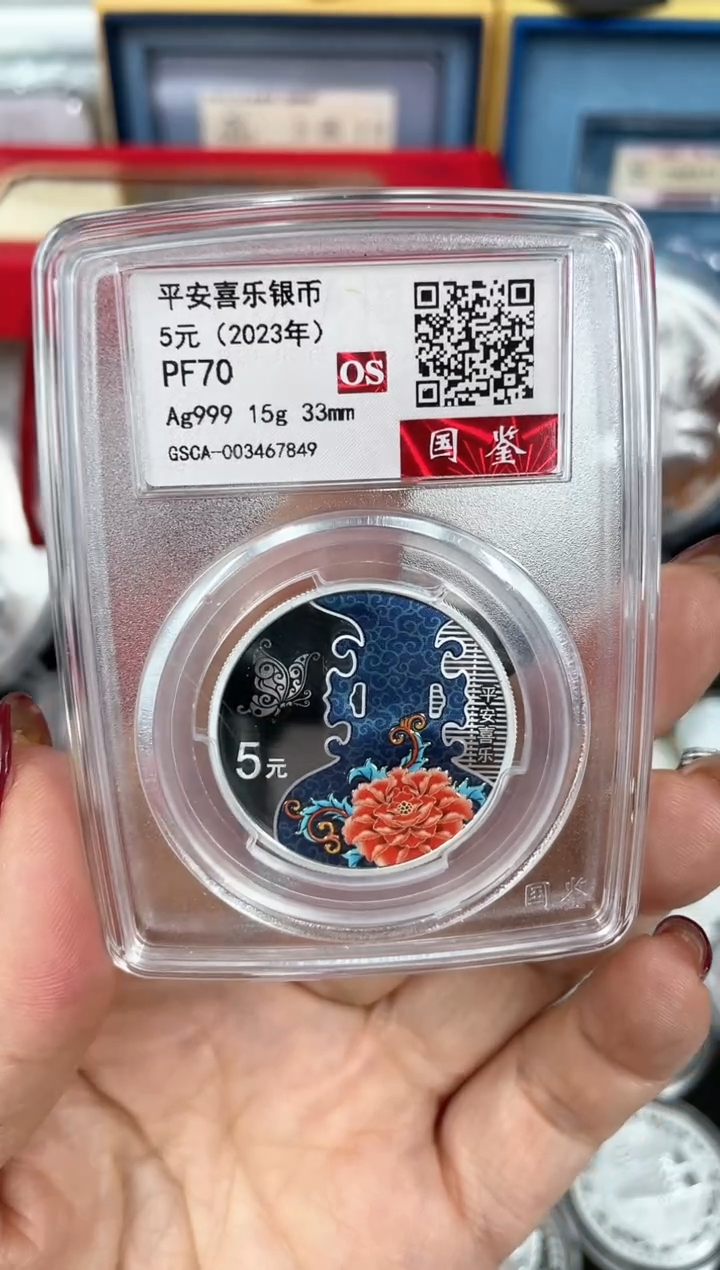 平安喜乐银币
5元（2023年）
PF70
OS
Ag999 15g 33mm
GSCA-003467849
国鉴
平安喜乐
5元
国鉴